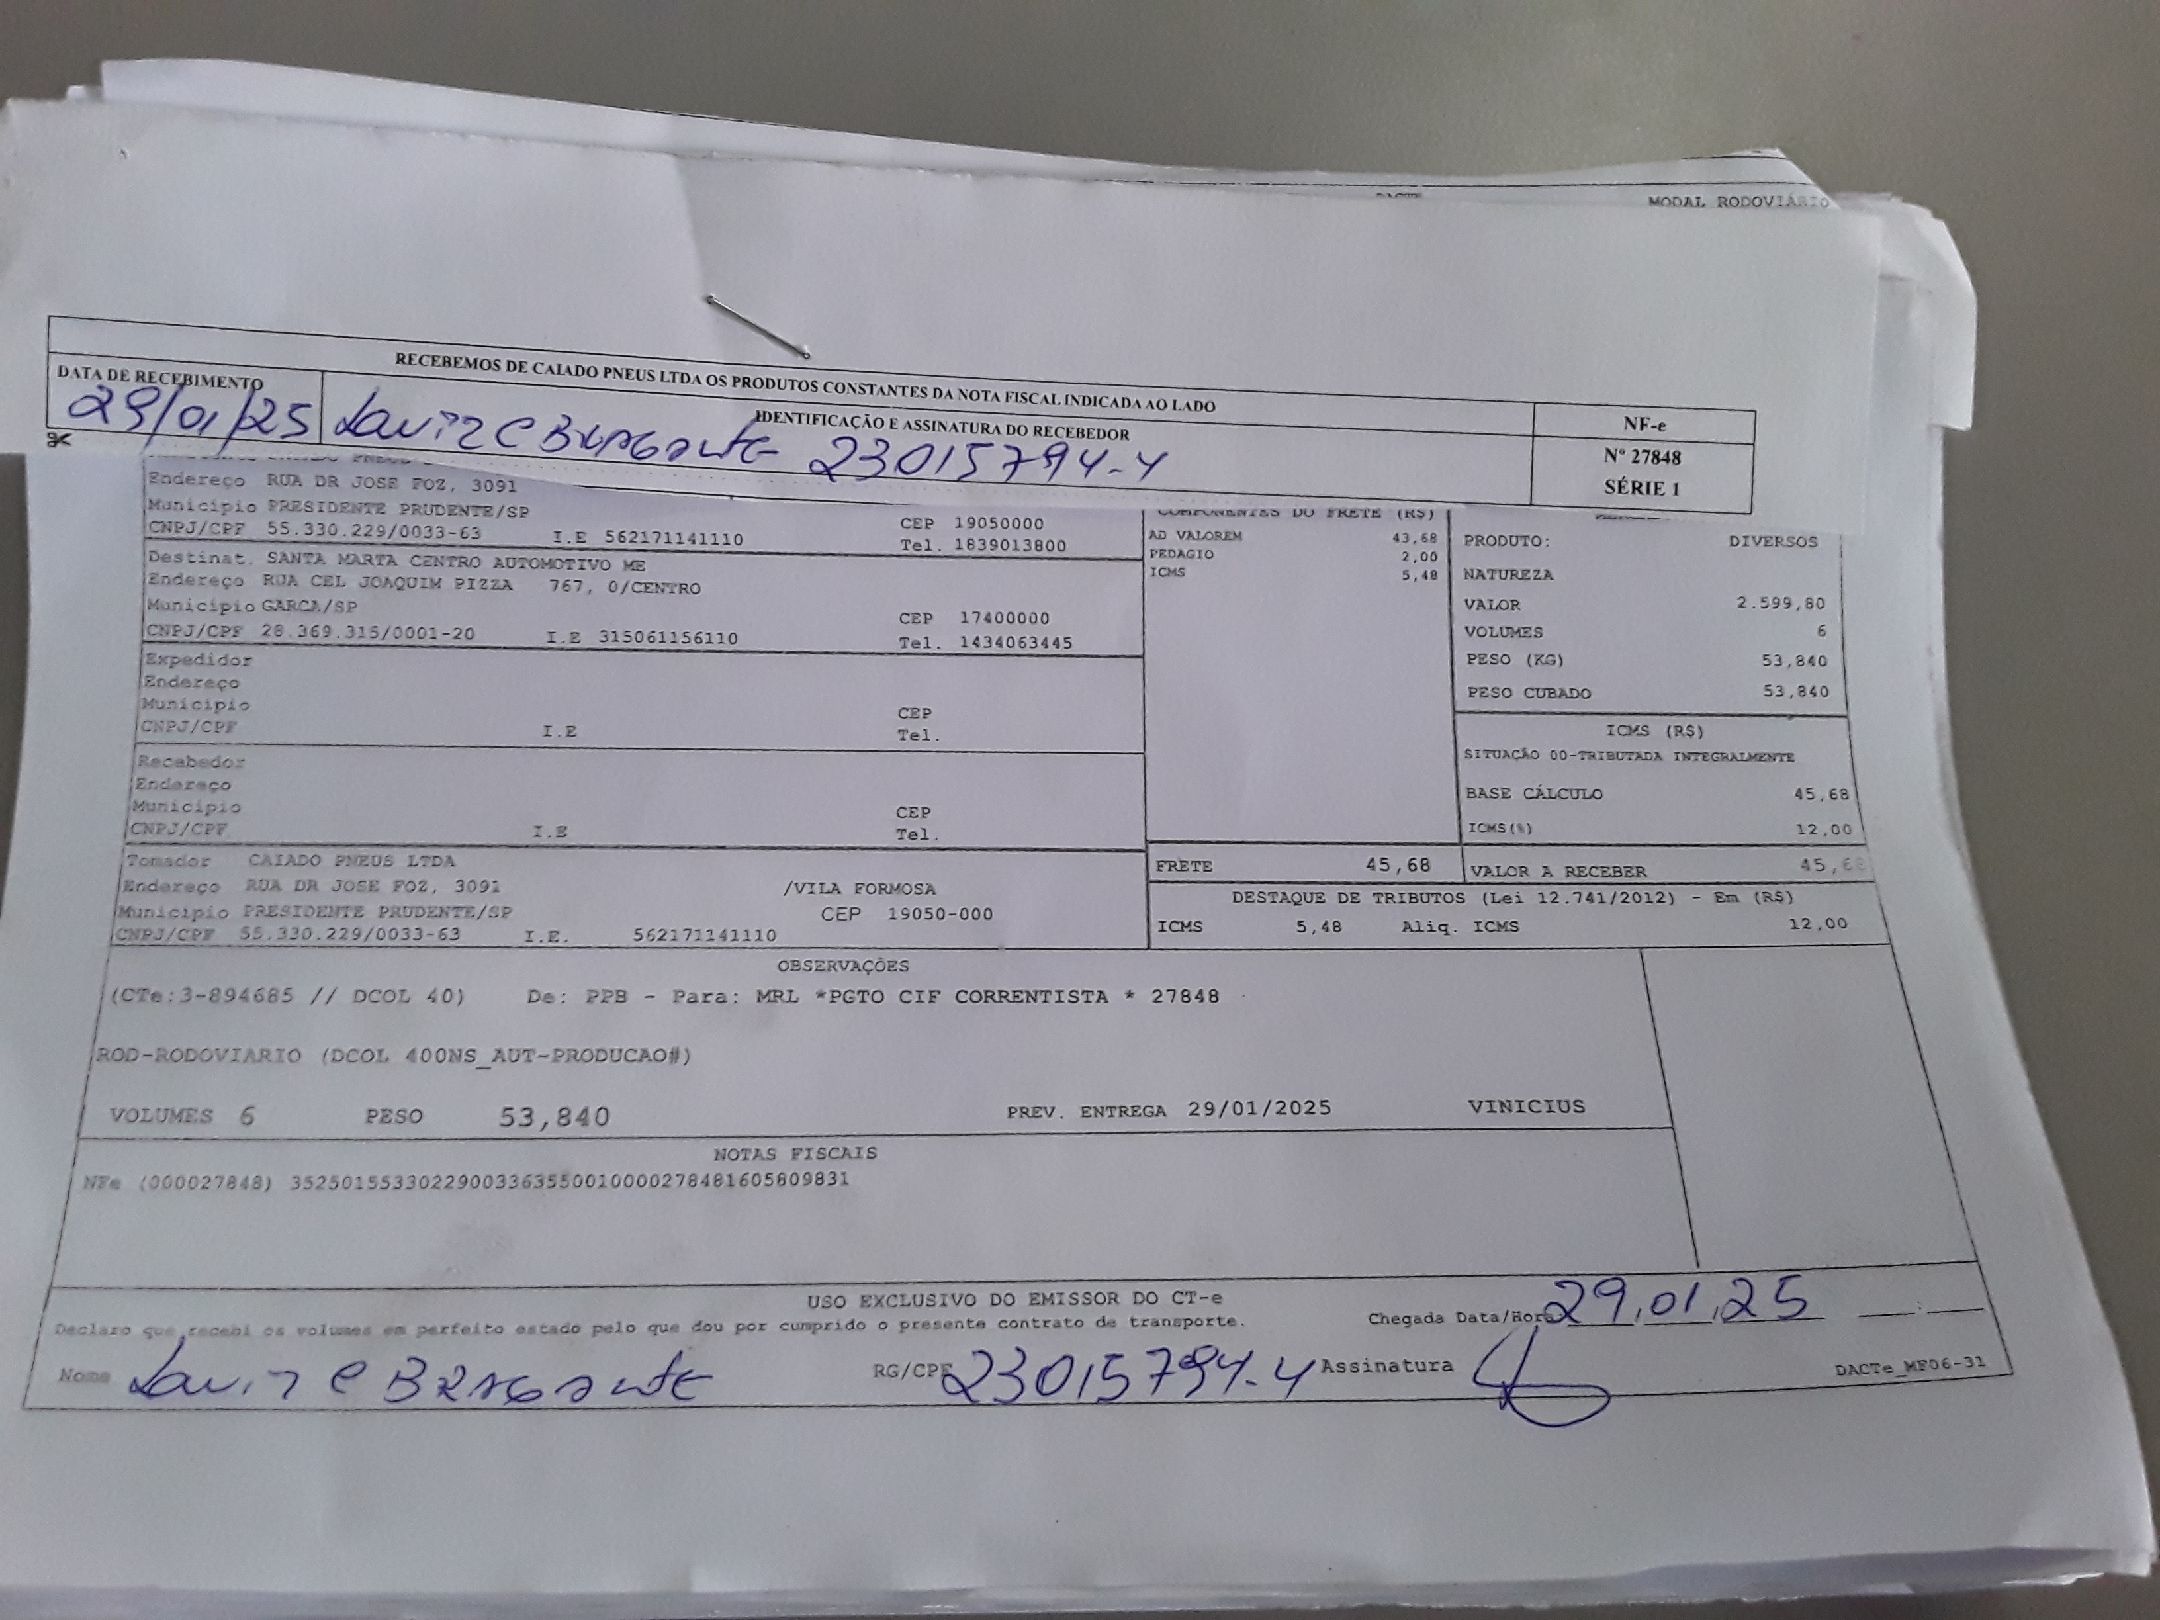 MODAL RODOVIÁRIO
RECEBEMOS DE CAIADO PNEUS LTDA OS PRODUTOS CONSTANTES DA NOTA FISCAL INDICADA AO LADO
DATA DE RECEBIMENTO
IDENTIFICAÇÃO E ASSINATURA DO RECEBEDOR
29/01/25 23015794-4
NF-e
Nº 27848
SÉRIE 1
Endereço RUA DR JOSE FOZ, 3091
Município PRESIDENTE PRUDENTE/SP CEP 19050000
CNPJ/CPF 55.330.229/0033-63 I.E 562171141110 Tel. 1839013800
Destinat. SANTA MARTA CENTRO AUTOMOTIVO ME
Endereço RUA CEL JOAQUIM PIZZA 767, 0/CENTRO
Município GARCA/SP CEP 17400000
CNPJ/CPF 28.369.315/0001-20 I.E 315061156110 Tel. 1434063445
Expedidor
Endereço
Município CEP
CNPJ/CPF I.E Tel.
Recebedor
Endereço
Município CEP
CNPJ/CPF I.E Tel.
Tomador CAIADO PNEUS LTDA
Endereço RUA DR JOSE FOZ, 3091 /VILA FORMOSA
Município PRESIDENTE PRUDENTE/SP CEP 19050-000
CNPJ/CPF 55.330.229/0033-63 I.E. 562171141110
COMPONENTES DO FRETE (R$)
AD VALOREM 43,68
PEDAGIO 2,00
ICMS 5,48
PRODUTO: DIVERSOS
NATUREZA
VALOR 2.599,80
VOLUMES 6
PESO (KG) 53,840
PESO CUBADO 53,840
ICMS (R$)
SITUAÇÃO 00-TRIBUTADA INTEGRALMENTE
BASE CÁLCULO 45,68
ICMS(%) 12,00
FRETE 45,68 VALOR A RECEBER 45,68
DESTAQUE DE TRIBUTOS (Lei 12.741/2012) - Em (R$)
ICMS 5,48 Aliq. ICMS 12,00
OBSERVAÇÕES
(CTe:3-894685 // DCOL 40) De: PPB - Para: MRL *PGTO CIF CORRENTISTA * 27848
ROD-RODOVIARIO (DCOL 400NS_AUT-PRODUCAO#)
VOLUMES 6 PESO 53,840 PREV. ENTREGA 29/01/2025 VINICIUS
NOTAS FISCAIS
NFe (000027848) 35250155330229003363550010000278481605809831
USO EXCLUSIVO DO EMISSOR DO CT-e
Declaro que recebi os volumes em perfeito estado pelo que dou por cumprido o presente contrato de transporte. Chegada Data/Hora 29.01.25 :
Nome RG/CPF 23015794-4 Assinatura DACTe_MF06-31